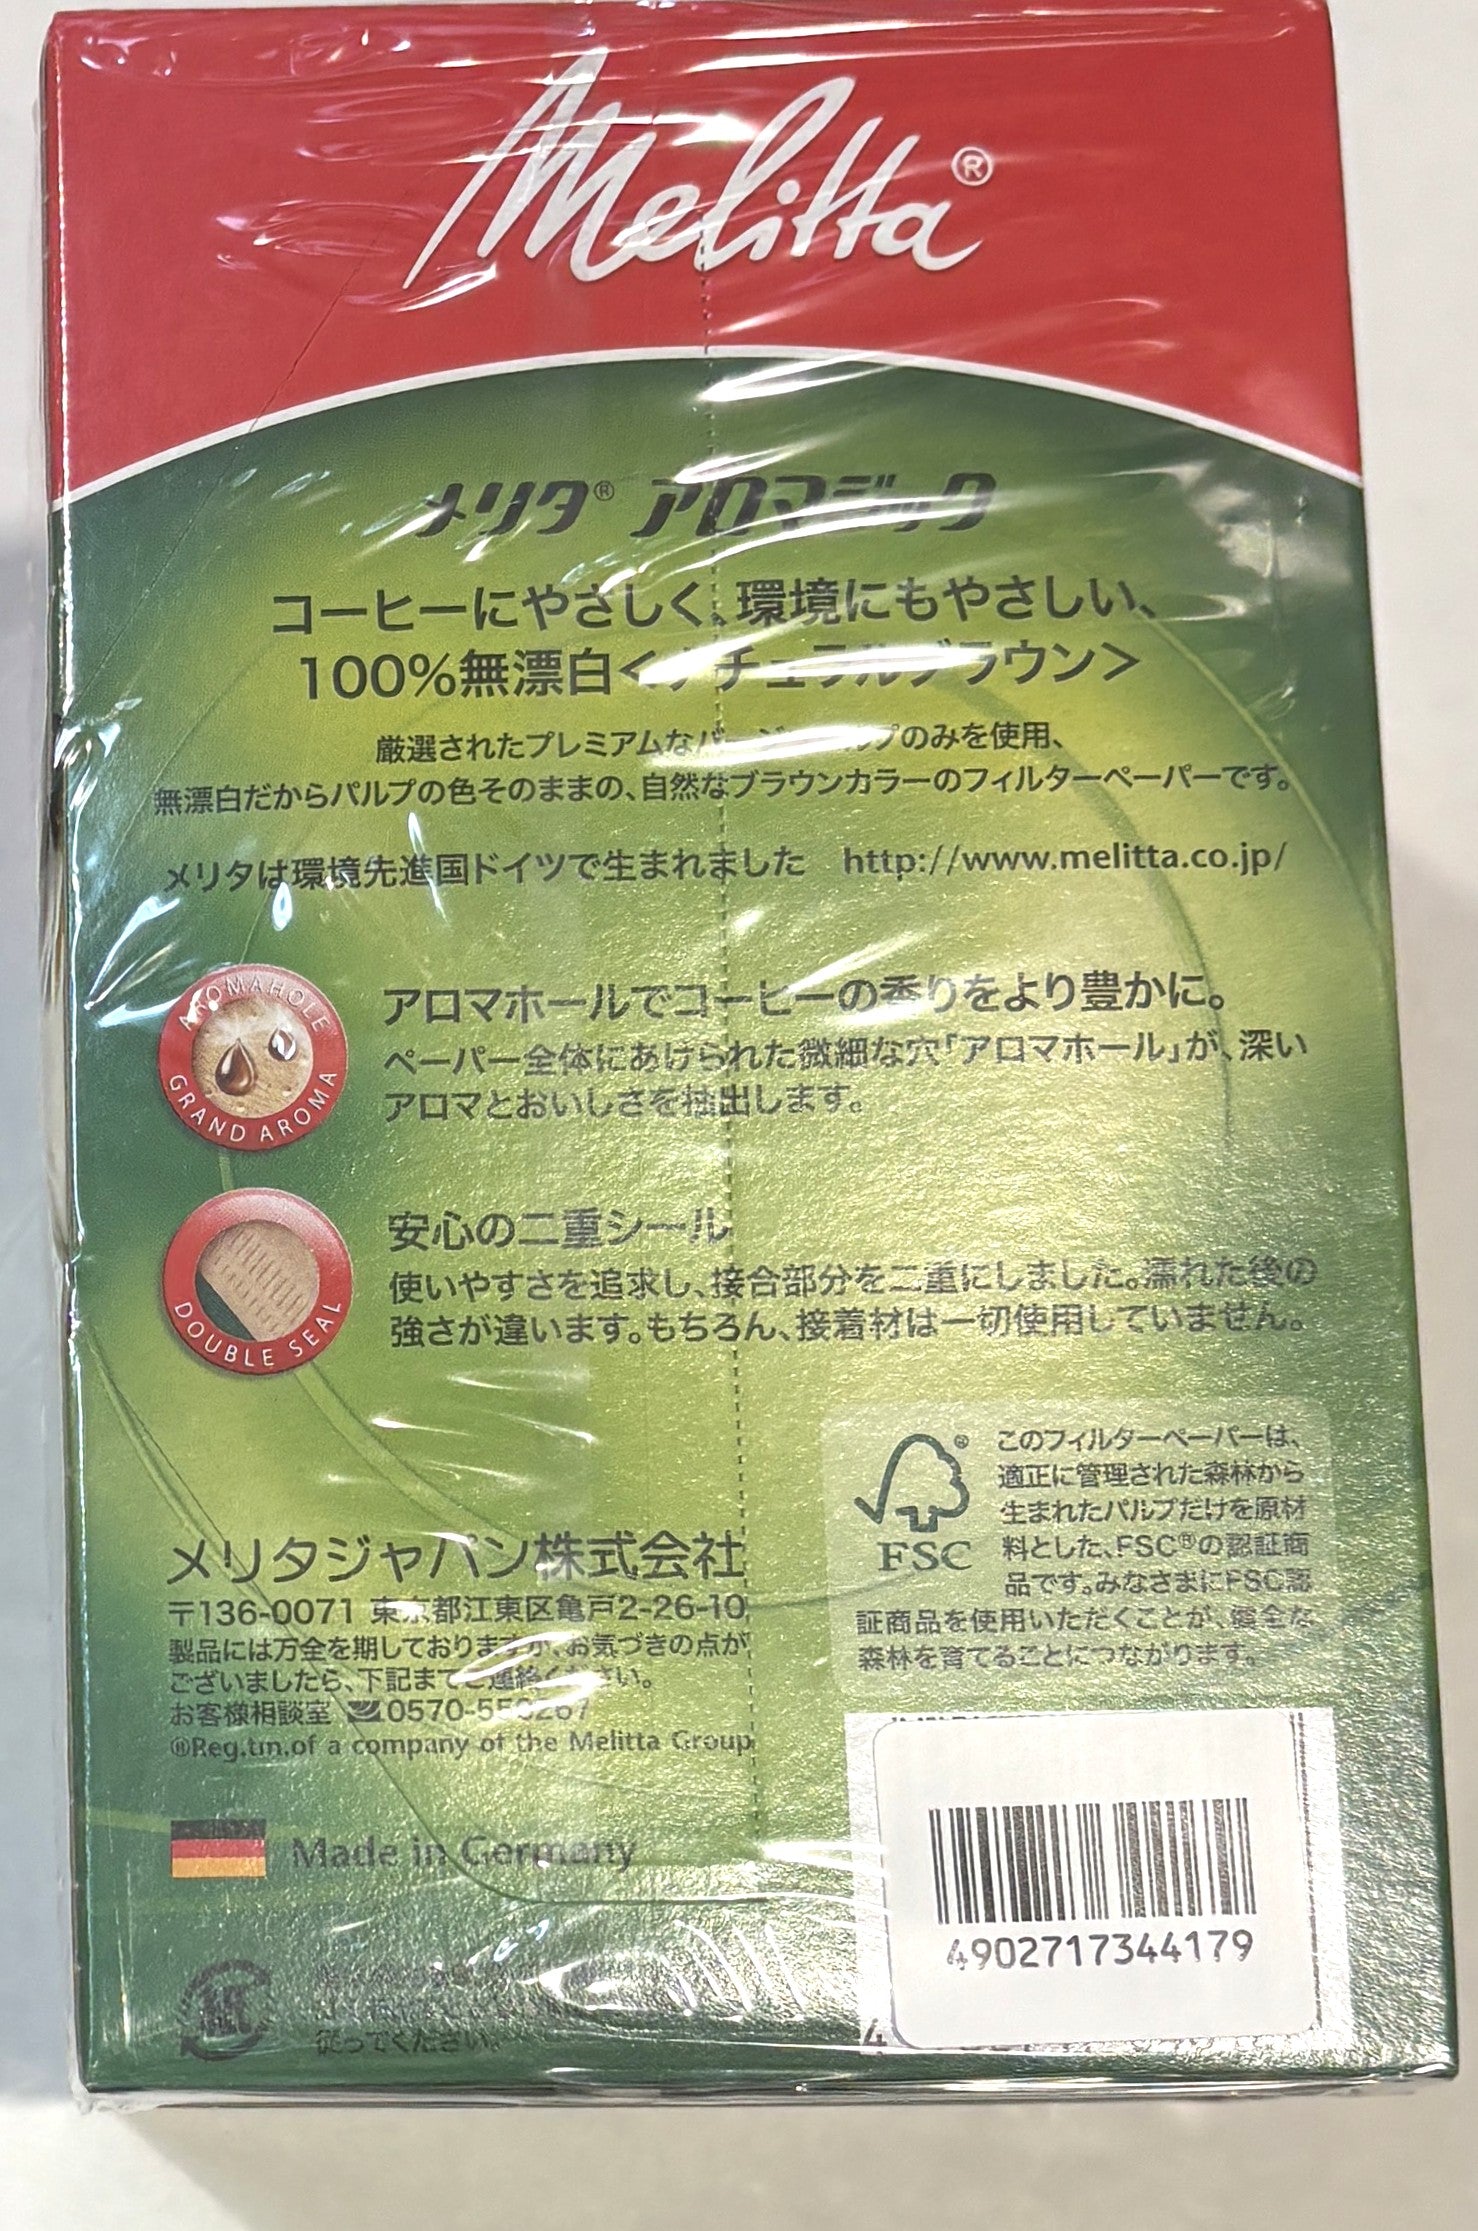 Melitta®
メリタ® アロマジック
コーヒーにやさしく、環境にもやさしい、
100%無漂白<ナチュラルブラウン>
厳選されたプレミアムなバージンパルプのみを使用、
無漂白だからパルプの色そのままの、自然なブラウンカラーのフィルターペーパーです。
メリタは環境先進国ドイツで生まれました http://www.melitta.co.jp/
AROMAHOLE
GRAND AROMA
アロマホールでコーヒーの香りをより豊かに。
ペーパー全体にあけられた微細な穴「アロマホール」が、深い
アロマとおいしさを抽出します。
DOUBLE SEAL
安心の二重シール
使いやすさを追求し、接合部分を二重にしました。濡れた後の
強さが違います。もちろん、接着材は一切使用していません。
FSC
このフィルターペーパーは、
適正に管理された森林から
生まれたパルプだけを原材
料とした、FSC®の認証商
品です。みなさまにFSC認
証商品を使用いただくことが、健全な
森林を育てることにつながります。
メリタジャパン株式会社
〒136-0071 東京都江東区亀戸2-26-10
製品には万全を期しておりますが、お気づきの点が
ございましたら、下記までご連絡ください。
お客様相談室
®Reg.tm.of a company of the Melitta Group
Made in Germany
従ってください。
4902717344179